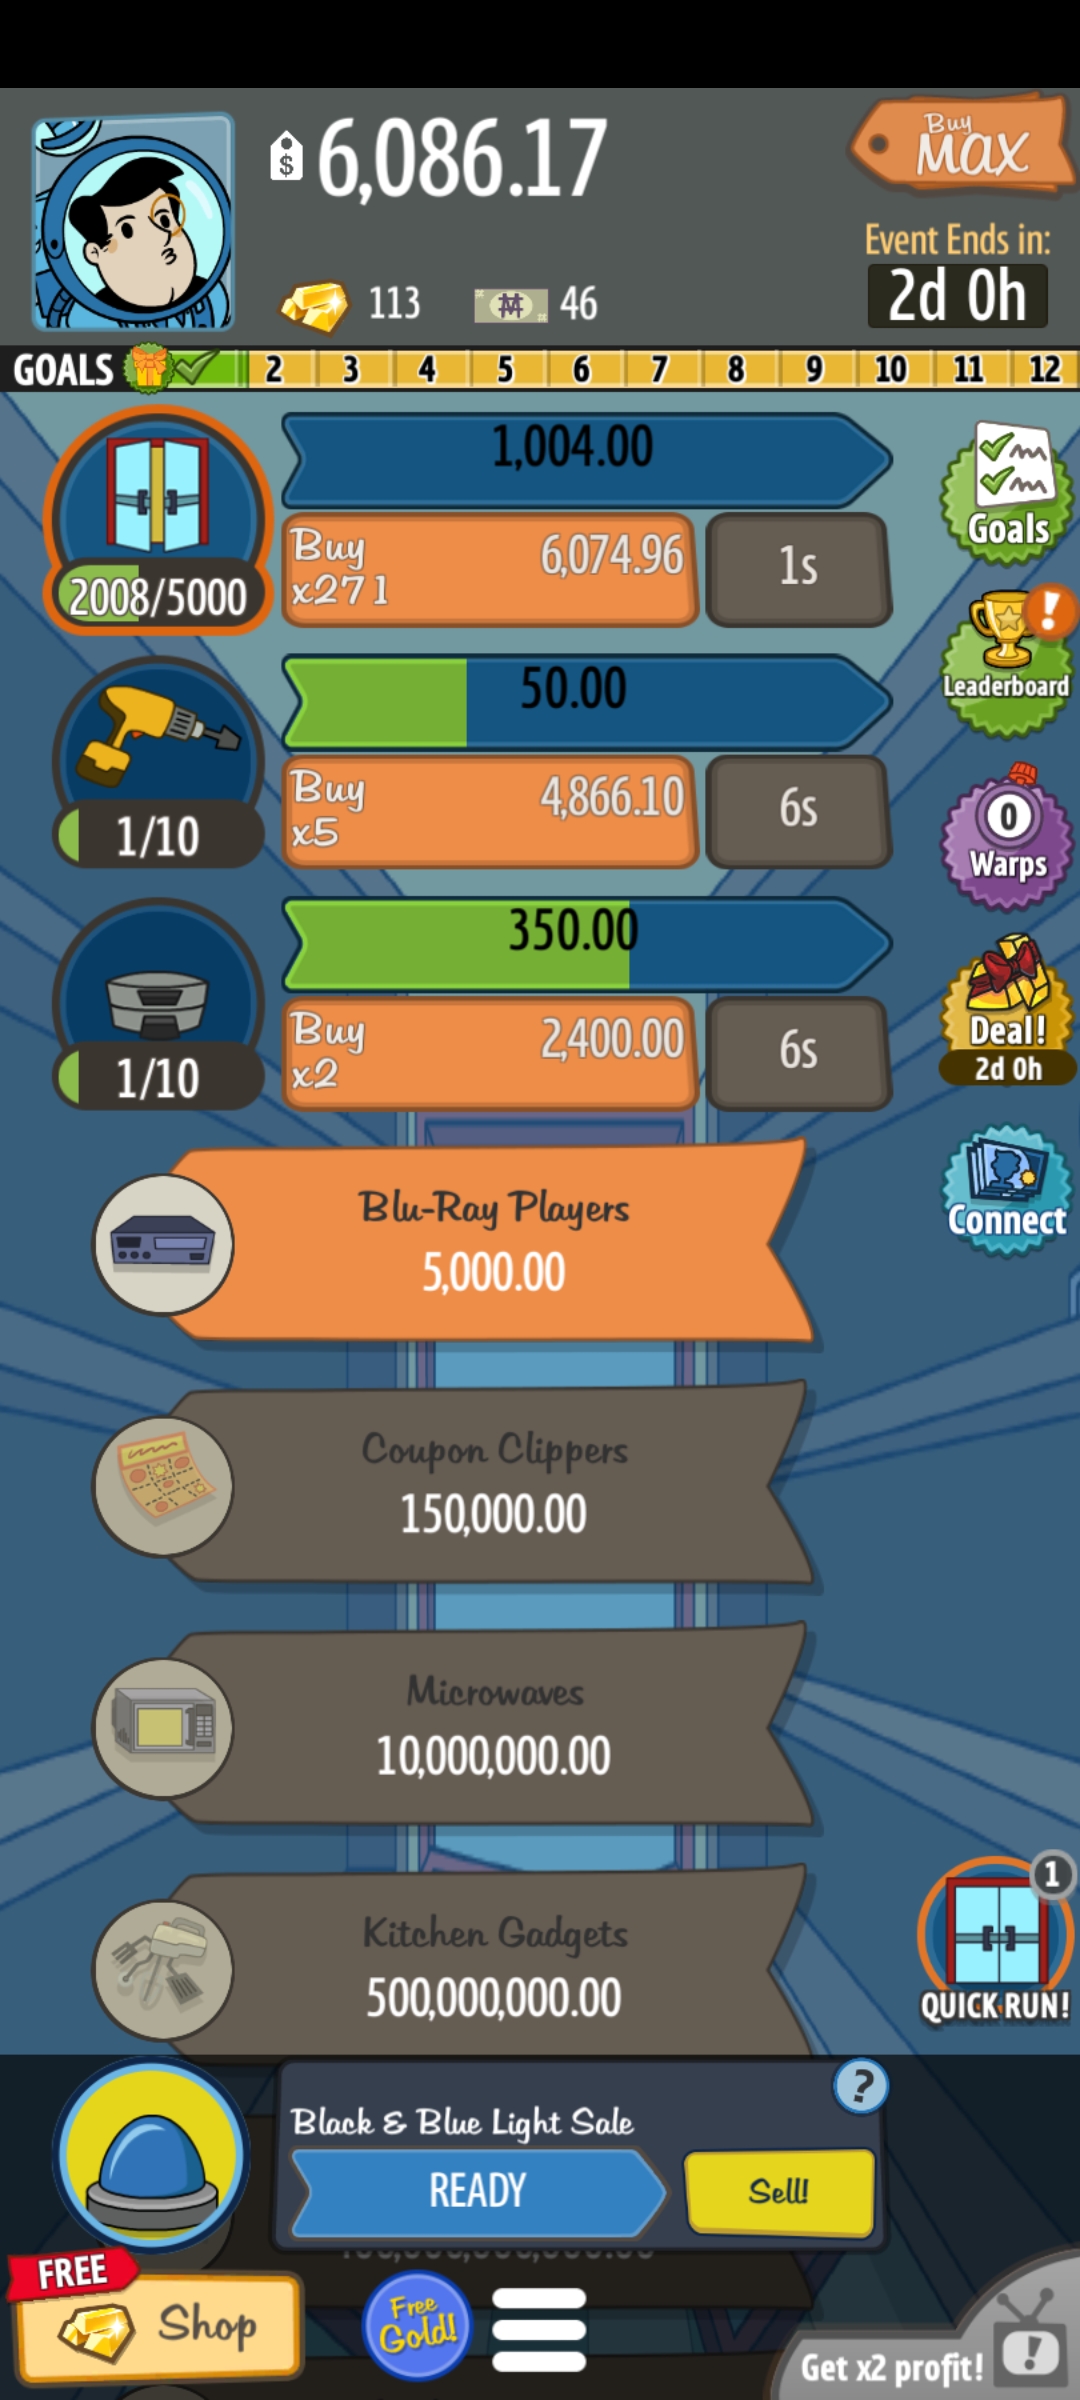 $ 6,086.17
Buy
MAX
113
46
Event Ends in:
2d 0h
GOALS 2 3 4 5 6 7 8 9 10 11 12
1,004.00
Buy
x271
6,074.96
1s
2008/5000
Goals
50.00
Buy
x5
4,866.10
6s
1/10
!
Leaderboard
350.00
Buy
x2
2,400.00
6s
1/10
0
Warps
Deal!
2d 0h
Blu-Ray Players
5,000.00
Connect
Coupon Clippers
150,000.00
Microwaves
10,000,000.00
Kitchen Gadgets
500,000,000.00
1
QUICK RUN!
?
Black & Blue Light Sale
READY
Sell!
FREE
Shop
Free
Gold!
Get x2 profit!
!